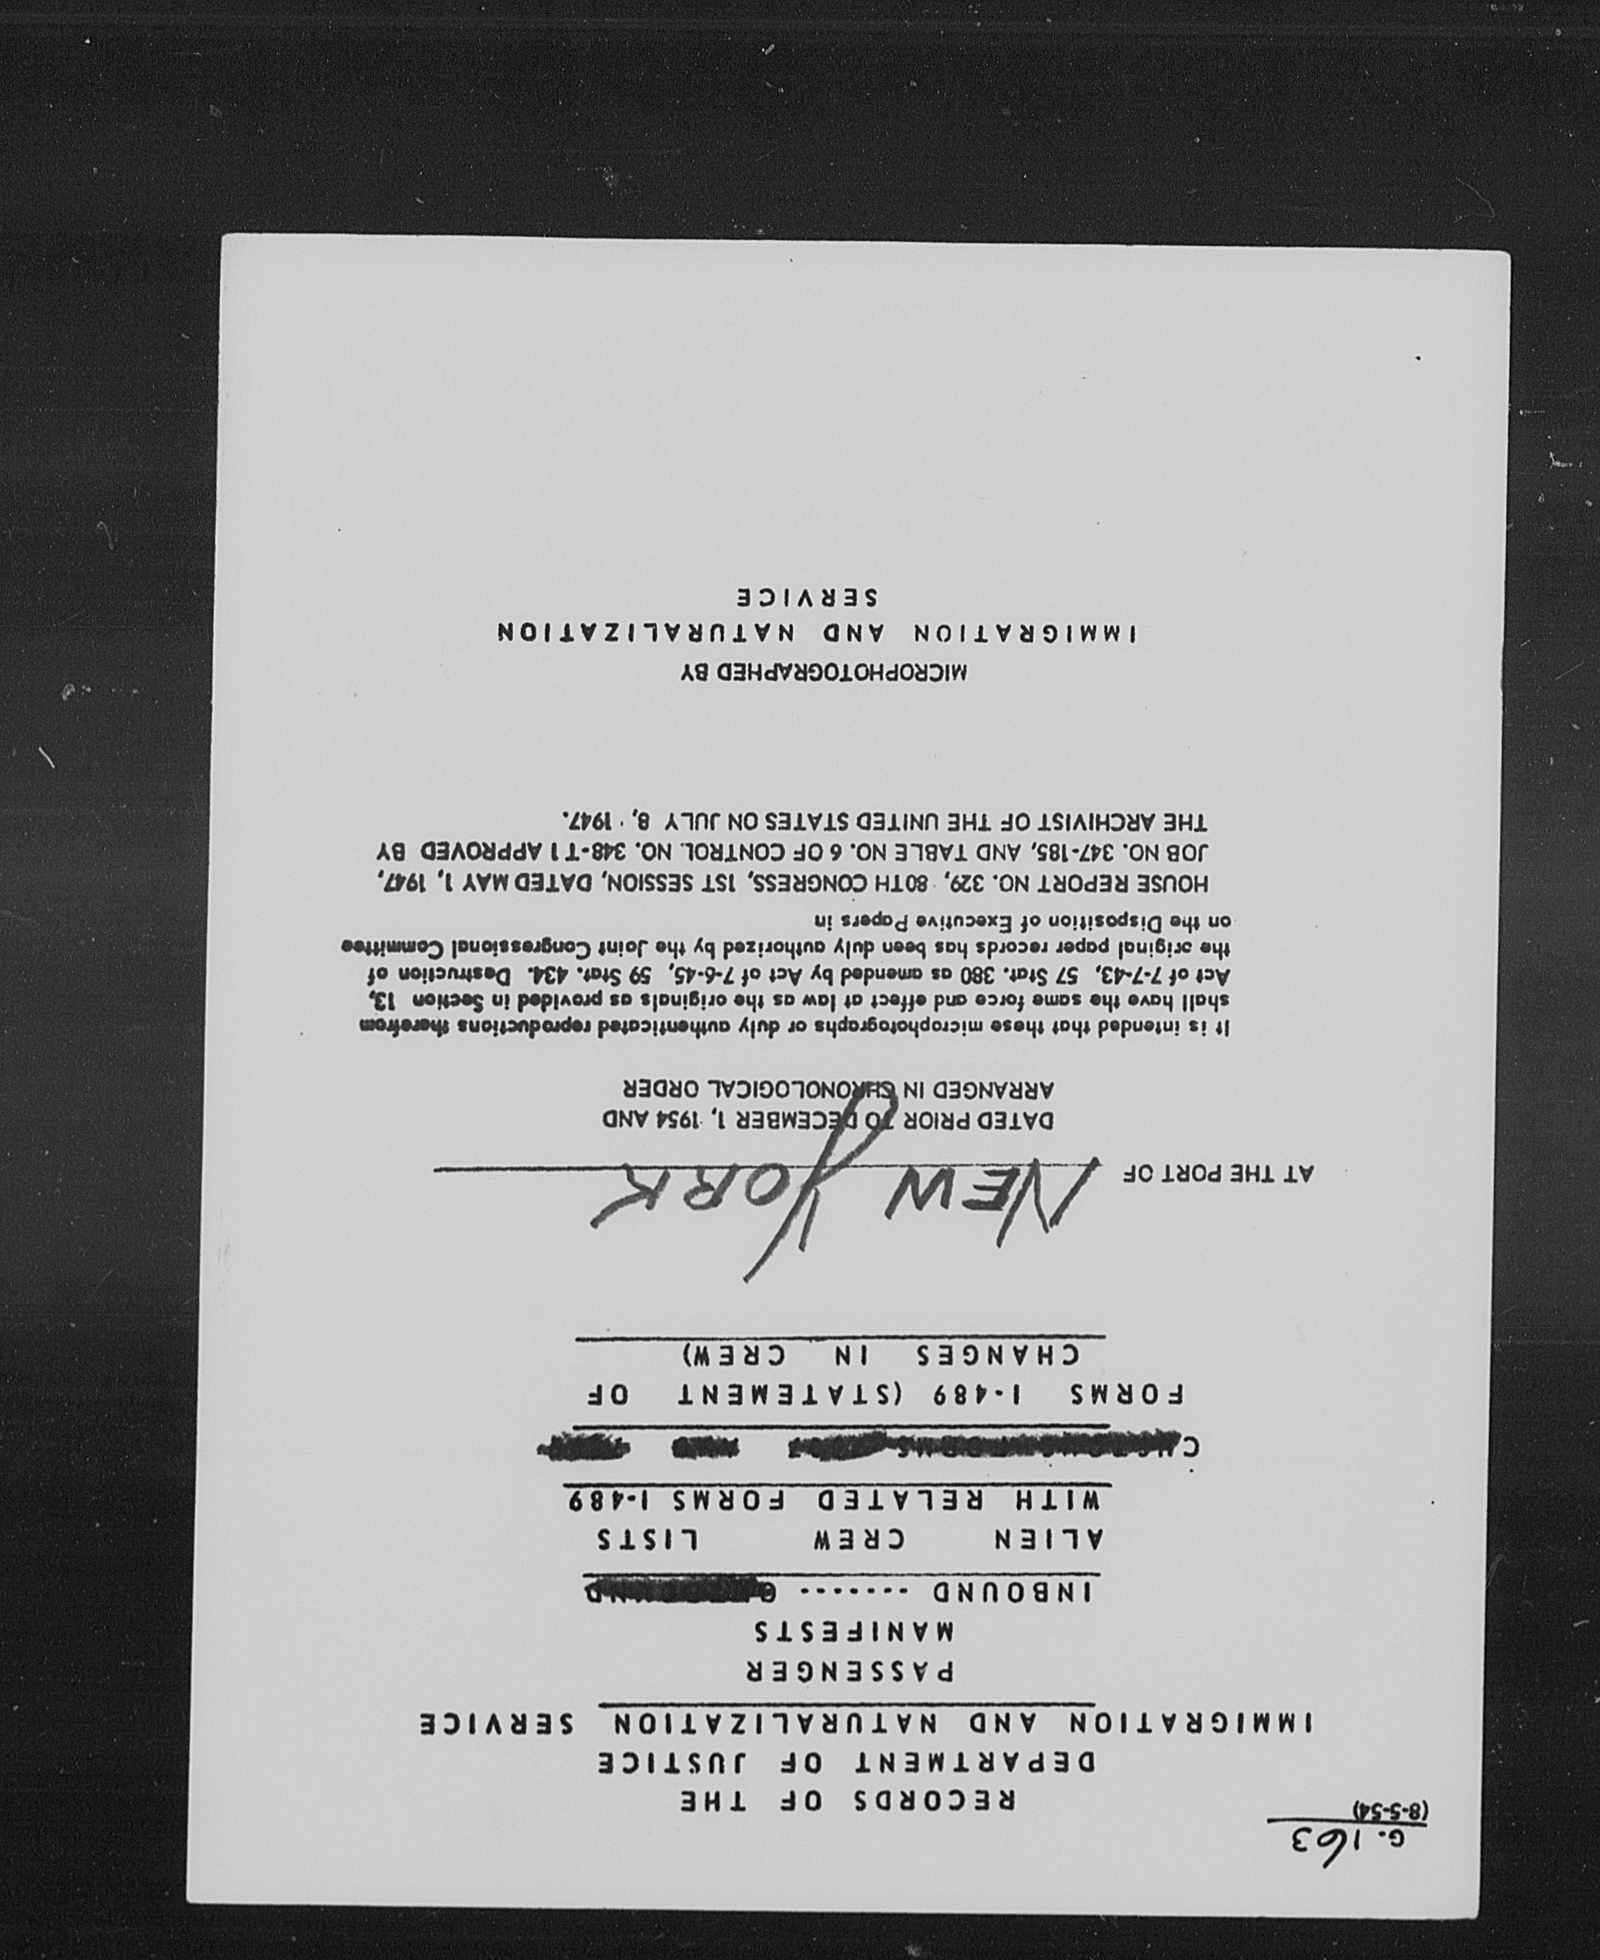 G. 163
(8-5-54)
RECORDS OF THE
DEPARTMENT OF JUSTICE
IMMIGRATION AND NATURALIZATION SERVICE
PASSENGER
MANIFESTS
INBOUND -------
ALIEN CREW LISTS
WITH RELATED FORMS I-489
FORMS I-489 (STATEMENT OF
CHANGES IN CREW)
AT THE PORT OF NEW YORK
DATED PRIOR TO DECEMBER 1, 1954 AND
ARRANGED IN CHRONOLOGICAL ORDER
It is intended that these microphotographs or duly authenticated reproductions therefrom
shall have the same force and effect at law as the originals as provided in Section 13,
Act of 7-7-43, 57 Stat. 380 as amended by Act of 7-6-45, 59 Stat. 434. Destruction of
the original paper records has been duly authorized by the Joint Congressional Committee
on the Disposition of Executive Papers in
HOUSE REPORT NO. 329, 80TH CONGRESS, 1ST SESSION, DATED MAY 1, 1947,
JOB NO. 347-185, AND TABLE NO. 6 OF CONTROL. NO. 348-T1 APPROVED BY
THE ARCHIVIST OF THE UNITED STATES ON JULY 8, 1947.
MICROPHOTOGRAPHED BY
IMMIGRATION AND NATURALIZATION
SERVICE